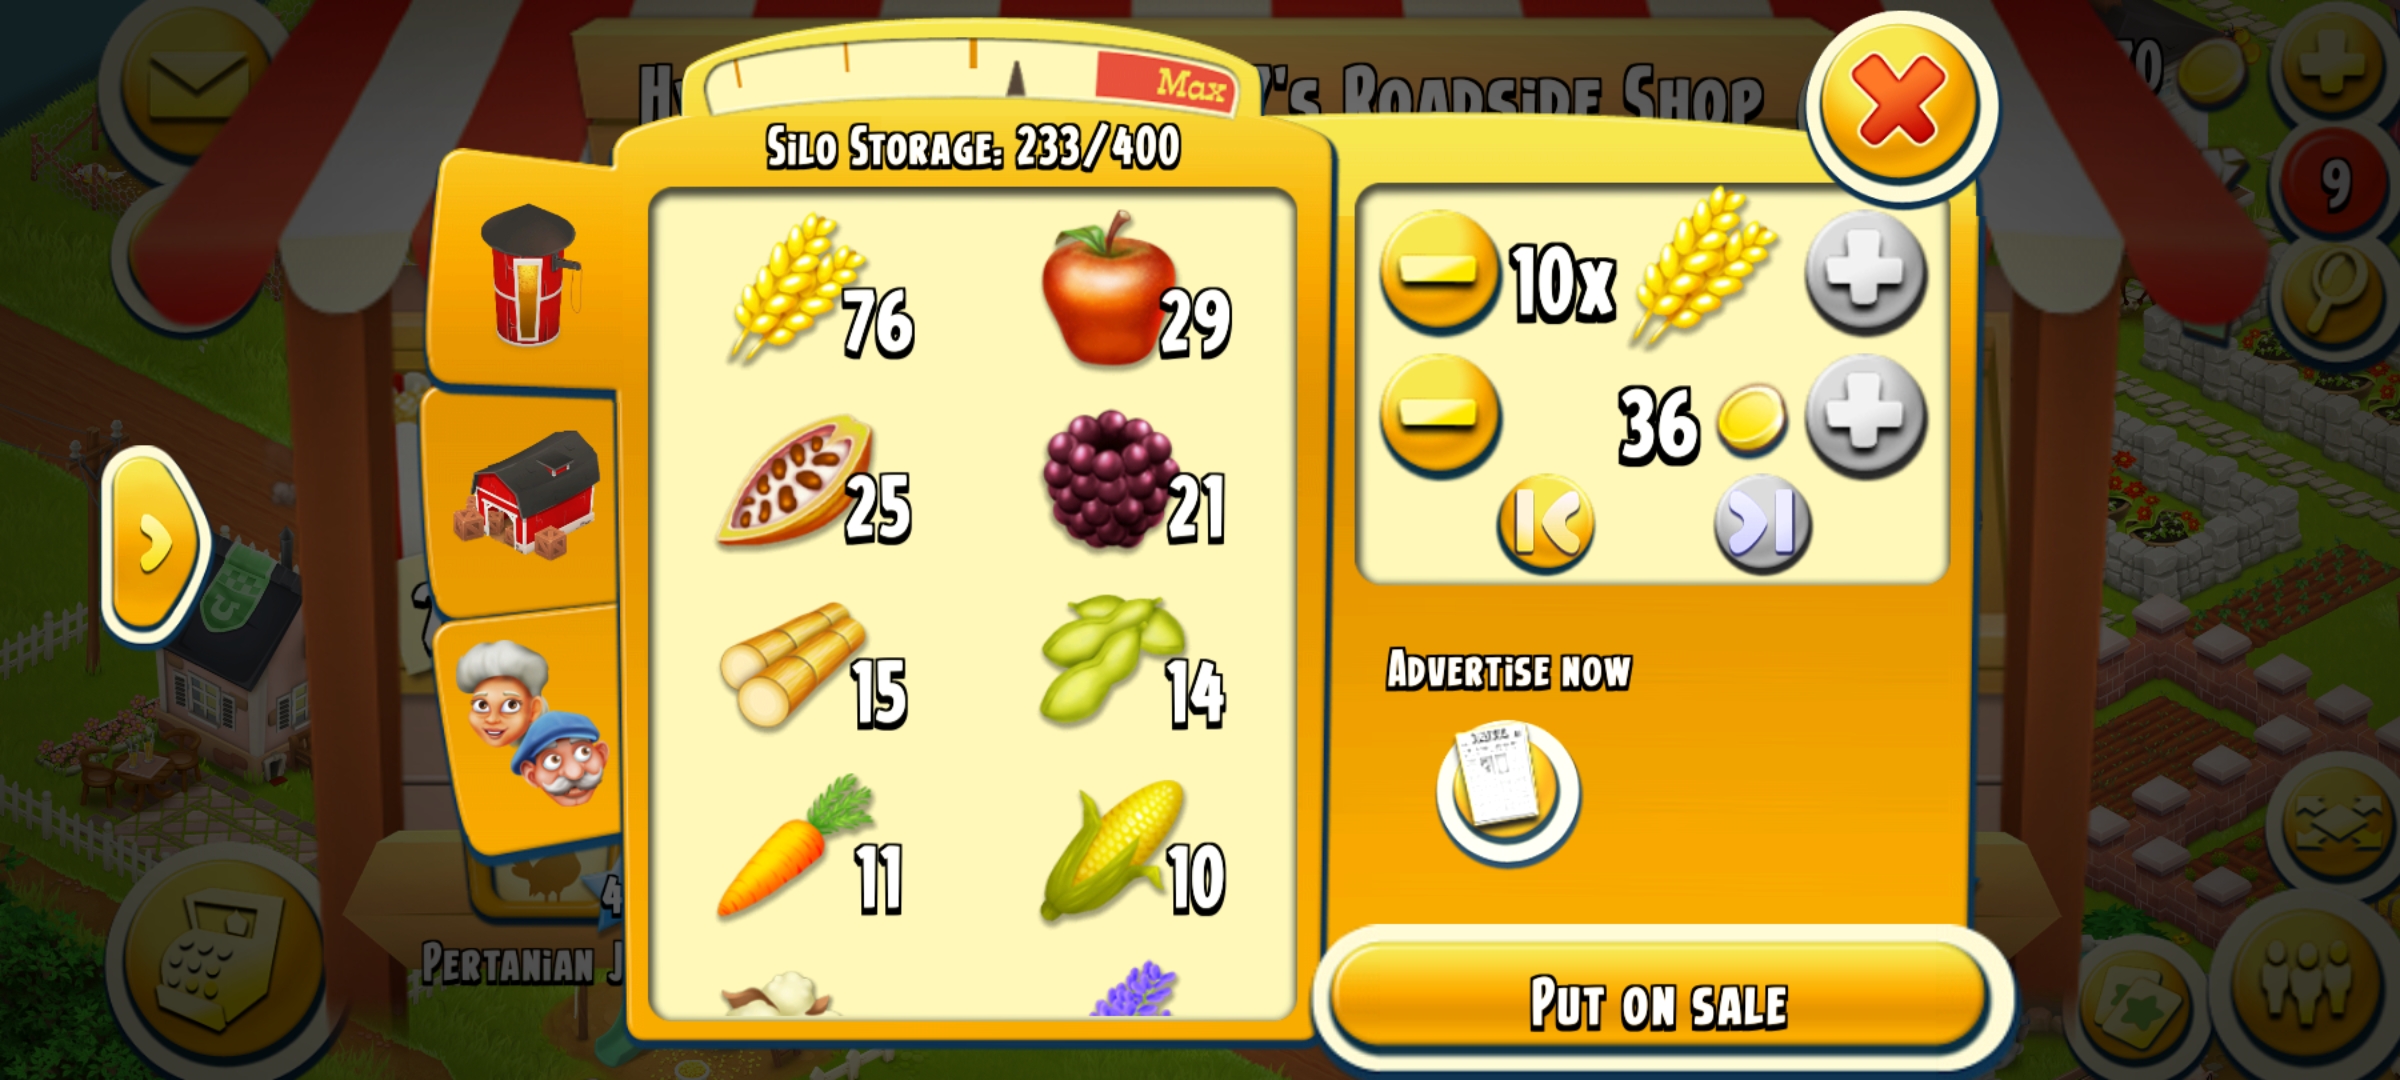 'S ROADSIDE SHOP
Max
SILO STORAGE: 233/400
9
76
29
10x
25
21
36
15
14
ADVERTISE NOW
11
10
PERTANIAN J
PUT ON SALE